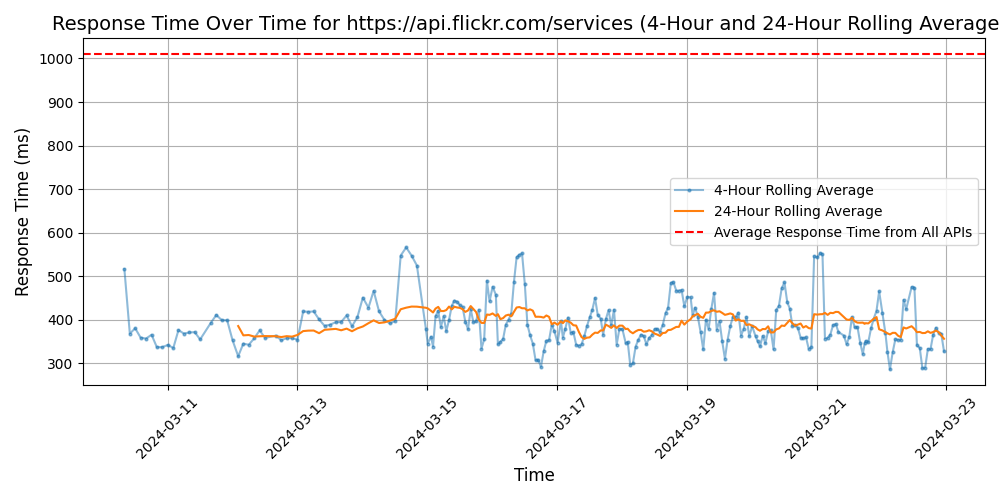 Response Time Over Time for https://api.flickr.com/services (4-Hour and 24-Hour Rolling Average
Response Time (ms)
1000
900
800
700
600
500
400
300
4-Hour Rolling Average
24-Hour Rolling Average
Average Response Time from All APIs
2024-03-11
2024-03-13
2024-03-15
2024-03-17
2024-03-19
2024-03-21
2024-03-23
Time